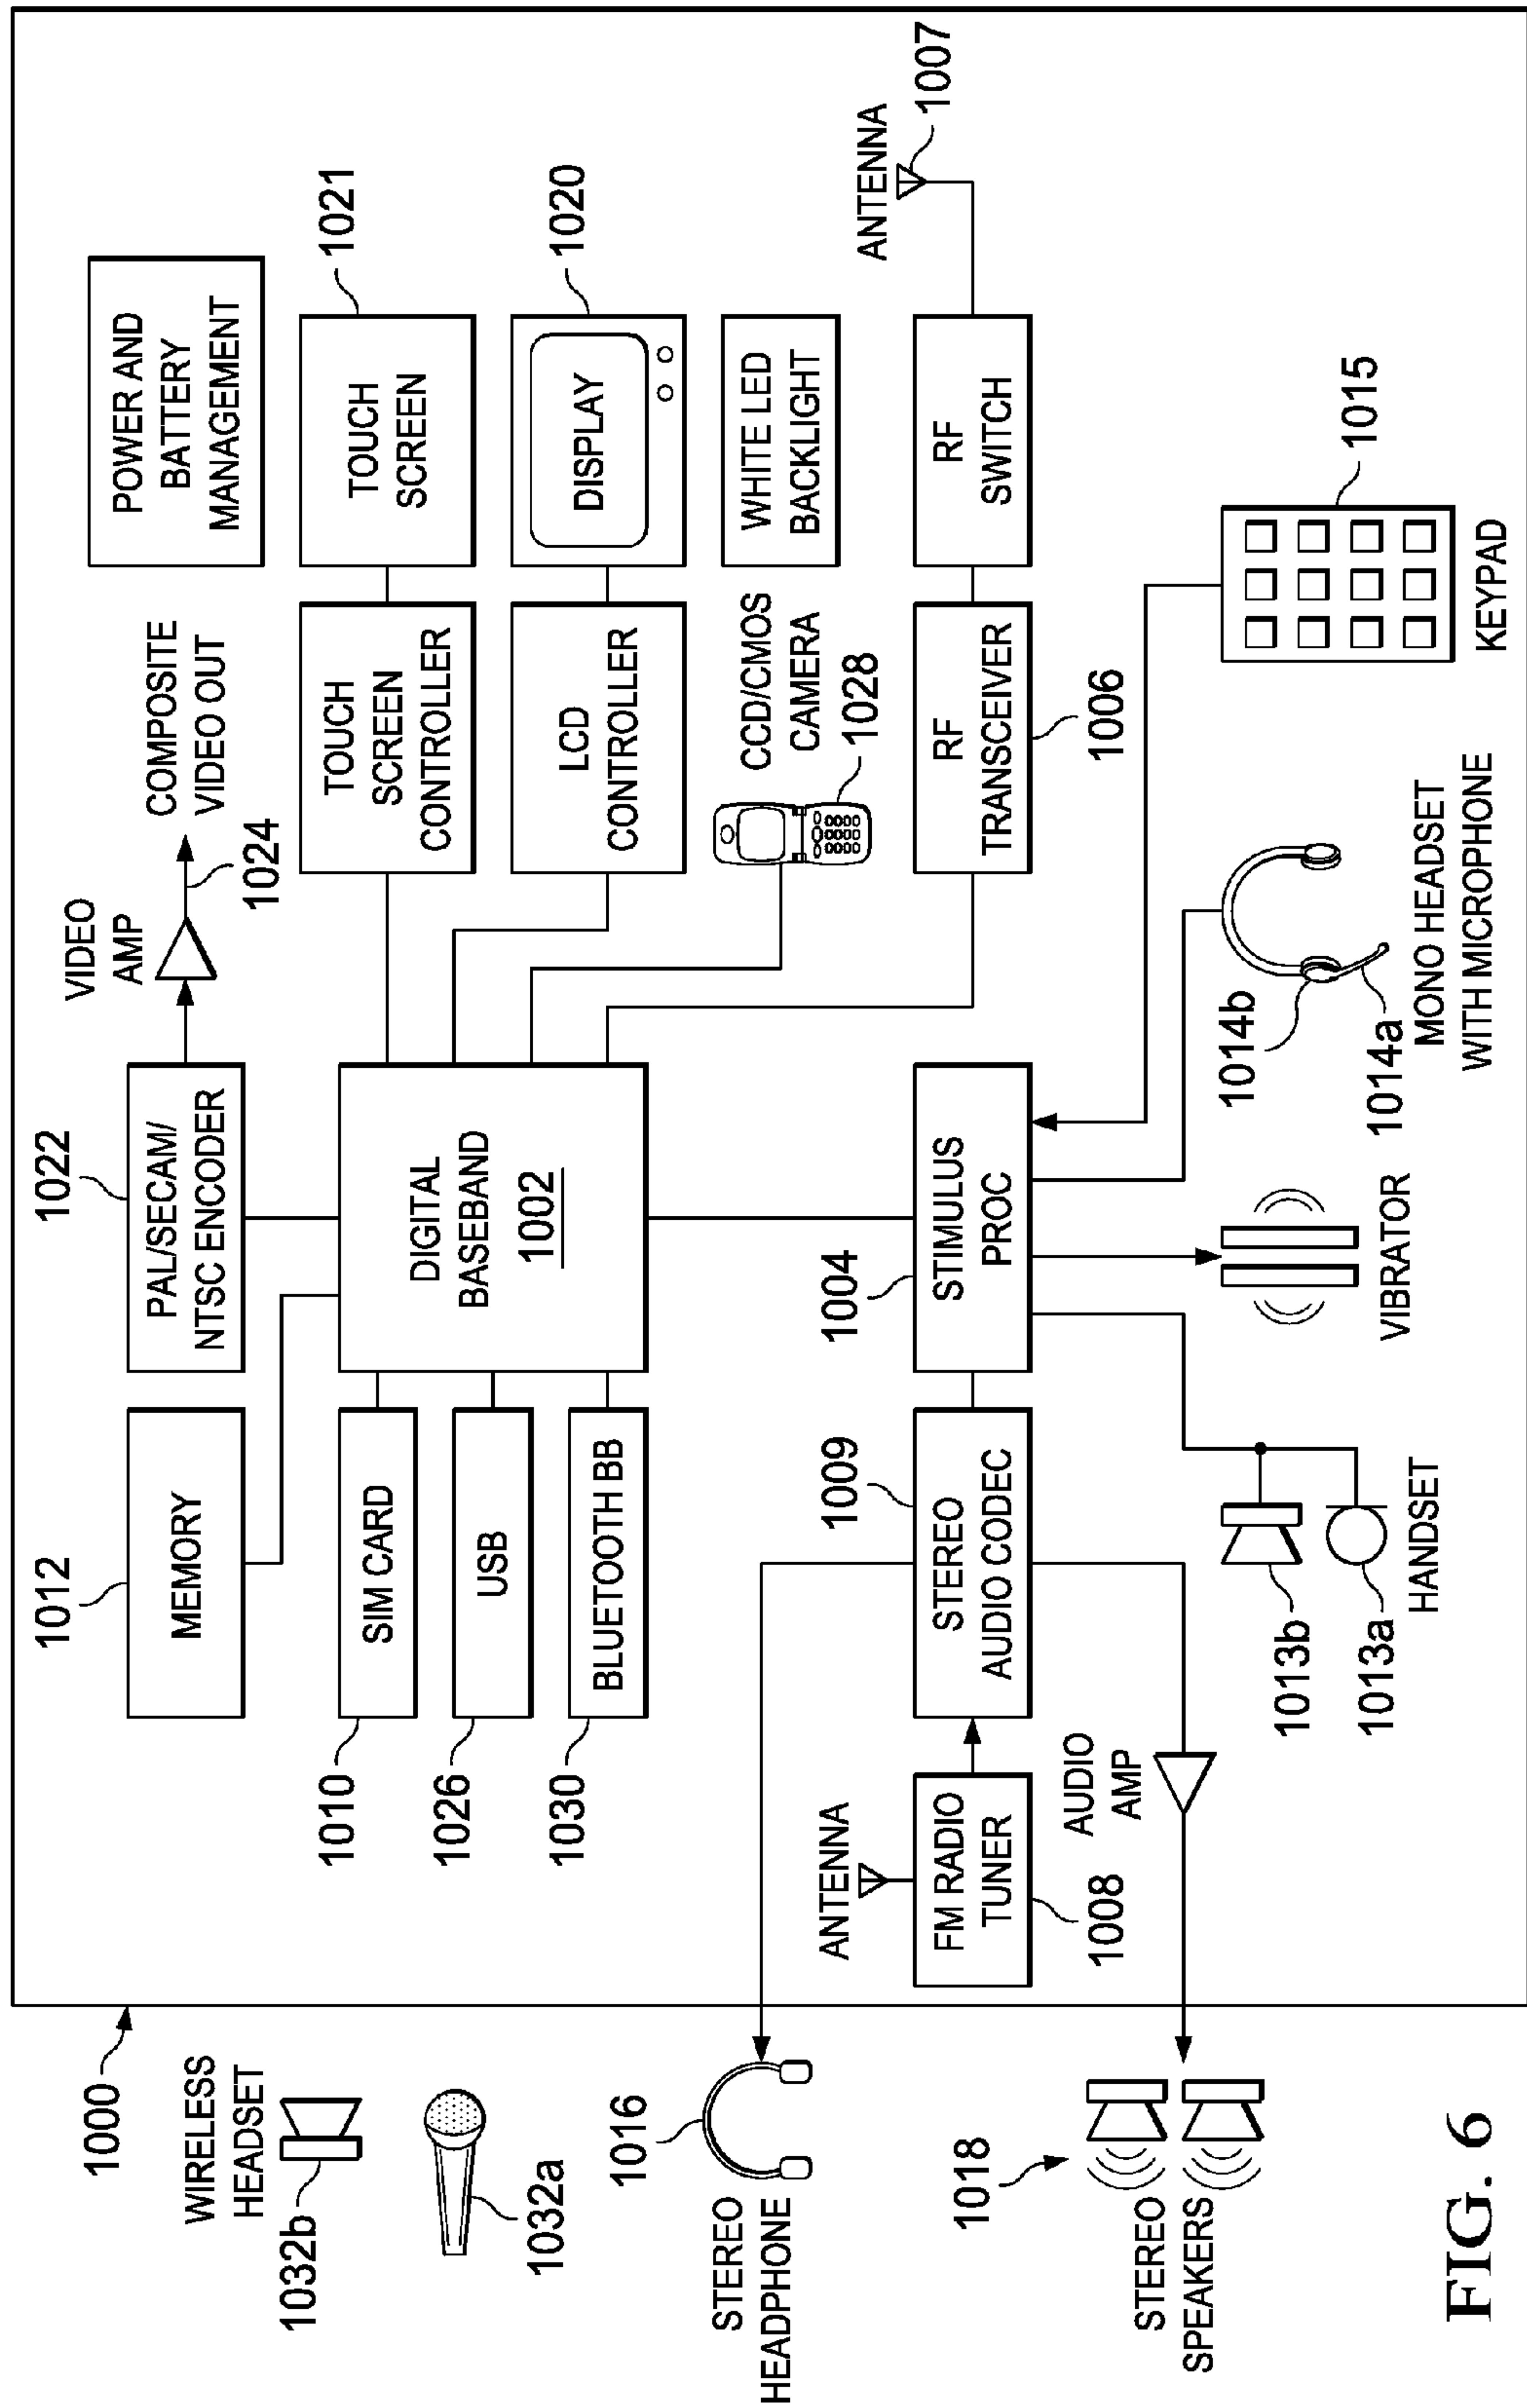 1000
WIRELESS
HEADSET
1032b
1032a
1016
STEREO
HEADPHONE
1018
STEREO
SPEAKERS
1012
MEMORY
1022
PAL/SECAM/
NTSC ENCODER
VIDEO
AMP
1024
COMPOSITE
VIDEO OUT
POWER AND
BATTERY
MANAGEMENT
1010
SIM CARD
1026
USB
1030
BLUETOOTH BB
DIGITAL
BASEBAND
1002
TOUCH
SCREEN
CONTROLLER
TOUCH
SCREEN
1021
LCD
CONTROLLER
DISPLAY
1020
CCD/CMOS
CAMERA
1028
WHITE LED
BACKLIGHT
ANTENNA
FM RADIO
TUNER
1008
1009
STEREO
AUDIO CODEC
1004
STIMULUS
PROC
RF
TRANSCEIVER
1006
RF
SWITCH
ANTENNA
1007
AUDIO
AMP
1013b
1013a
HANDSET
VIBRATOR
1014b
1014a
MONO HEADSET
WITH MICROPHONE
1015
KEYPAD
FIG. 6